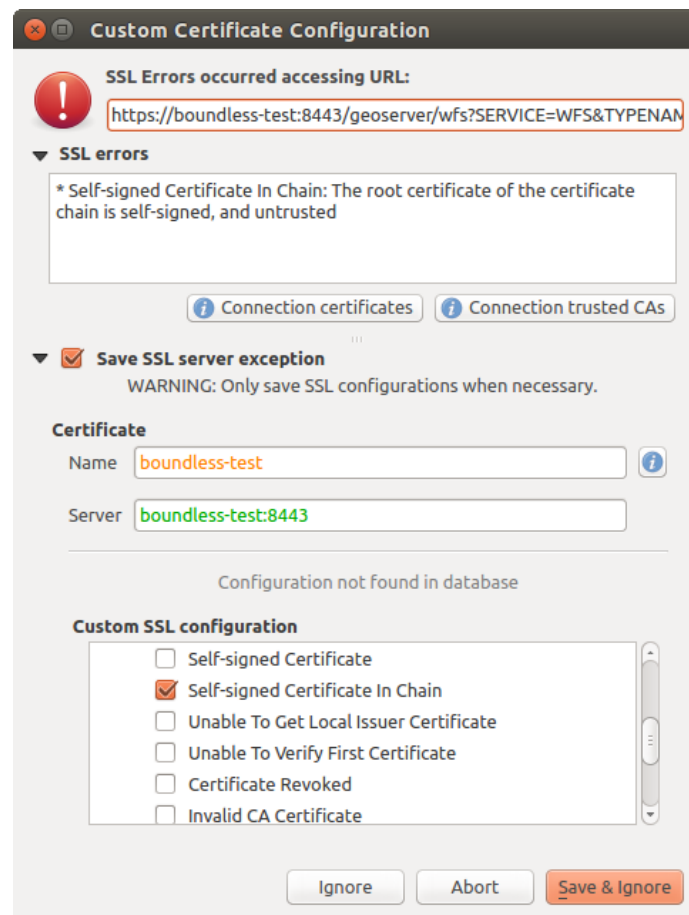 Custom Certificate Configuration
SSL Errors occurred accessing URL:
https://boundless-test:8443/geoserver/wfs?SERVICE=WFS&TYPENAM
SSL errors
* Self-signed Certificate In Chain: The root certificate of the certificate
chain is self-signed, and untrusted
Connection certificates Connection trusted CAs
Save SSL server exception
WARNING: Only save SSL configurations when necessary.
Certificate
Name boundless-test
Server boundless-test:8443
Configuration not found in database
Custom SSL configuration
Self-signed Certificate
Self-signed Certificate In Chain
Unable To Get Local Issuer Certificate
Unable To Verify First Certificate
Certificate Revoked
Invalid CA Certificate
Ignore Abort Save & Ignore